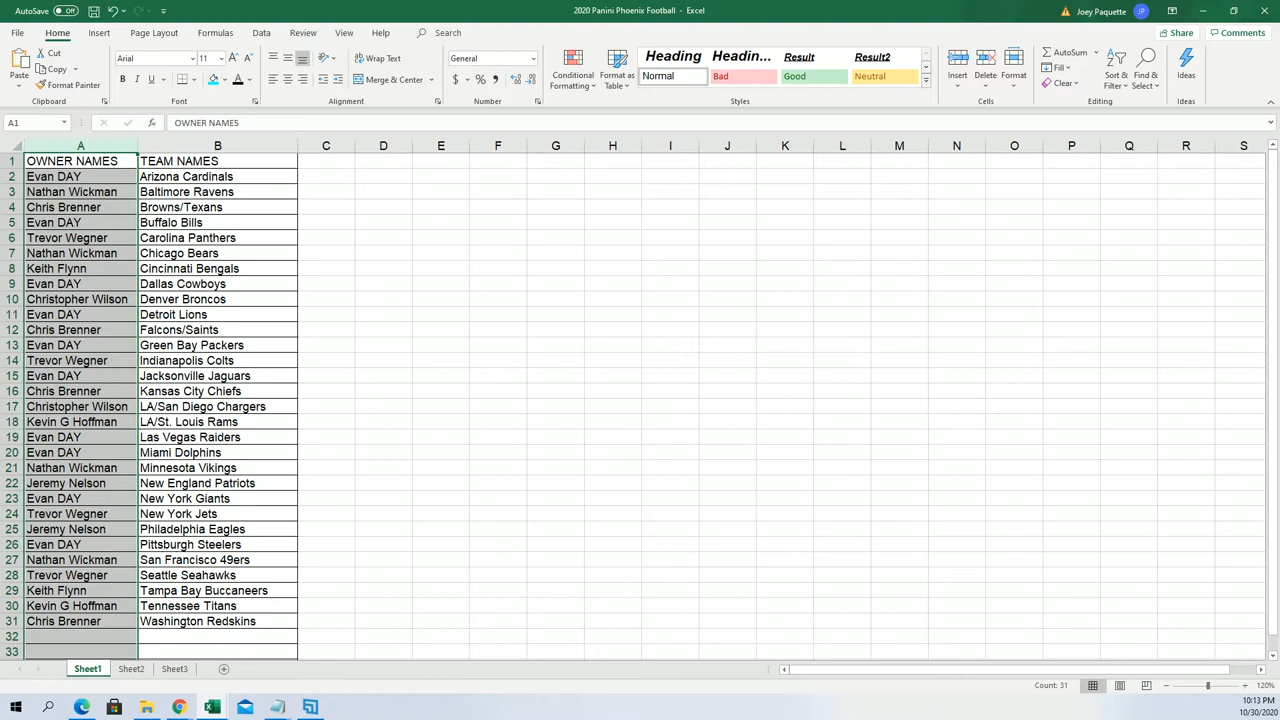 AutoSave Off 2020 Panini Phoenix Football - Excel Joey Paquette JP
File Home Insert Page Layout Formulas Data Review View Help Search Share Comments
Paste Cut Copy Format Painter Clipboard
Arial 11 A A B I U A Font
Wrap Text Merge & Center Alignment
General $ % , Number
Conditional Formatting Format as Table
Heading Headin... Result Result2
Normal Bad Good Neutral Styles
Insert Delete Format Cells
AutoSum Fill Clear Sort & Filter Find & Select Editing
Ideas Ideas
A1 fx OWNER NAMES
A B C D E F G H I J K L M N O P Q R S
1 OWNER NAMES TEAM NAMES
2 Evan DAY Arizona Cardinals
3 Nathan Wickman Baltimore Ravens
4 Chris Brenner Browns/Texans
5 Evan DAY Buffalo Bills
6 Trevor Wegner Carolina Panthers
7 Nathan Wickman Chicago Bears
8 Keith Flynn Cincinnati Bengals
9 Evan DAY Dallas Cowboys
10 Christopher Wilson Denver Broncos
11 Evan DAY Detroit Lions
12 Chris Brenner Falcons/Saints
13 Evan DAY Green Bay Packers
14 Trevor Wegner Indianapolis Colts
15 Evan DAY Jacksonville Jaguars
16 Chris Brenner Kansas City Chiefs
17 Christopher Wilson LA/San Diego Chargers
18 Kevin G Hoffman LA/St. Louis Rams
19 Evan DAY Las Vegas Raiders
20 Evan DAY Miami Dolphins
21 Nathan Wickman Minnesota Vikings
22 Jeremy Nelson New England Patriots
23 Evan DAY New York Giants
24 Trevor Wegner New York Jets
25 Jeremy Nelson Philadelphia Eagles
26 Evan DAY Pittsburgh Steelers
27 Nathan Wickman San Francisco 49ers
28 Trevor Wegner Seattle Seahawks
29 Keith Flynn Tampa Bay Buccaneers
30 Kevin G Hoffman Tennessee Titans
31 Chris Brenner Washington Redskins
32
33
Sheet1 Sheet2 Sheet3
Count: 31 120%
10:13 PM
10/30/2020